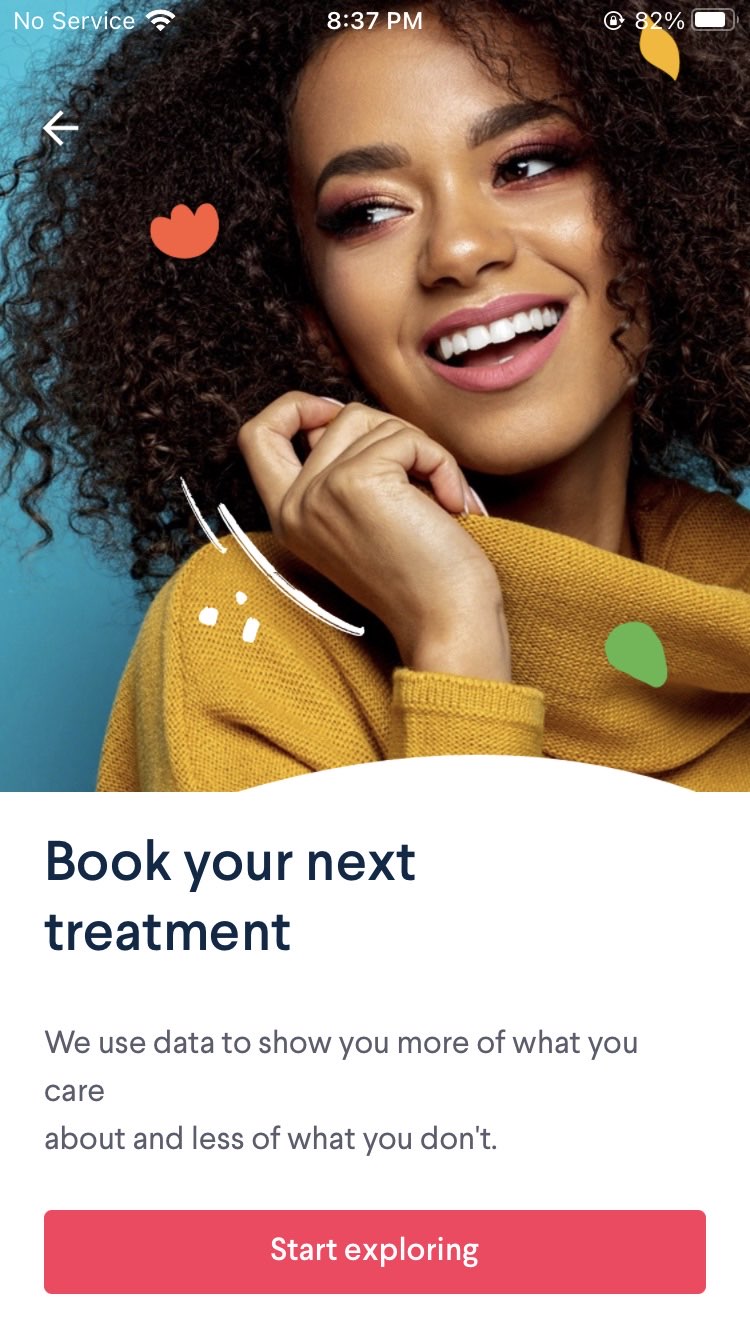 No Service 8:37 PM 82%
Book your next
treatment
We use data to show you more of what you
care
about and less of what you don't.
Start exploring